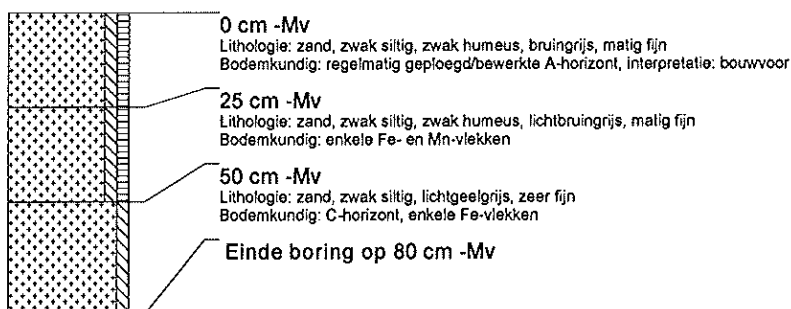 0 cm -Mv
Lithologie: zand, zwak siltig, zwak humeus, bruingrijs, matig fijn
Bodemkundig: regelmatig geploegd/bewerkte A-horizont, interpretatie: bouwvoor
25 cm -Mv
Lithologie: zand, zwak siltig, zwak humeus, lichtbruingrijs, matig fijn
Bodemkundig: enkele Fe- en Mn-vlekken
50 cm -Mv
Lithologie: zand, zwak siltig, lichtgeelgrijs, zeer fijn
Bodemkundig: C-horizont, enkele Fe-vlekken
Einde boring op 80 cm -Mv